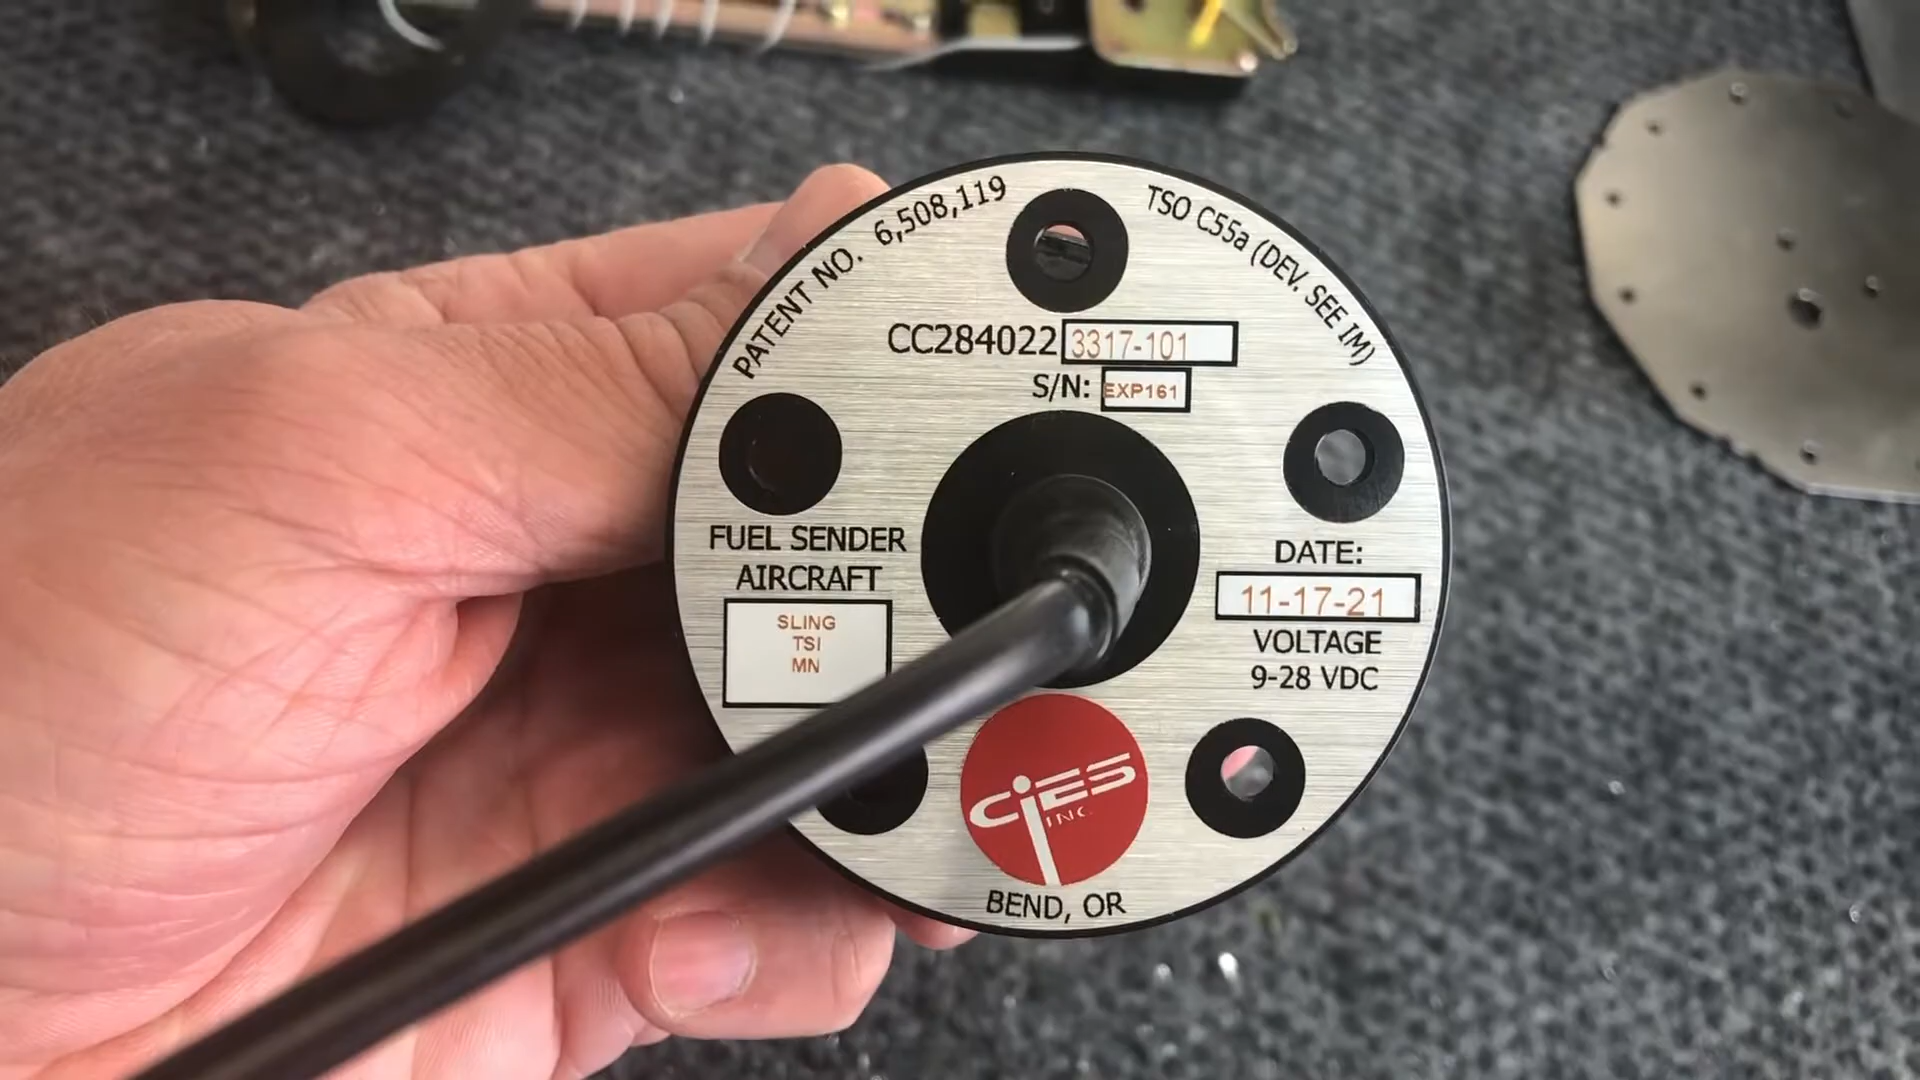 PATENT NO. 6,508,119
TSO C55a (DEV. SEE IM)
CC284022 3317-101
S/N: EXP161
FUEL SENDER
AIRCRAFT
SLING
TSI
MN
DATE:
11-17-21
VOLTAGE
9-28 VDC
CiES
INC.
BEND, OR